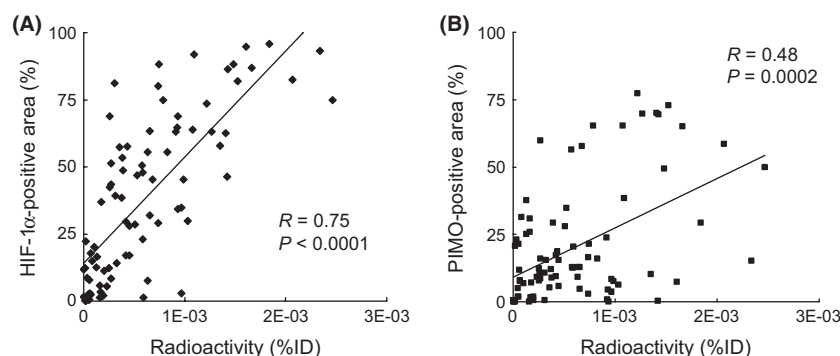 (A)
100
75
50
25
0
HIF-1α-positive area (%)
R = 0.75
P < 0.0001
0 1E-03 2E-03 3E-03
Radioactivity (%ID)
(B)
100
75
50
25
0
PIMO-positive area (%)
R = 0.48
P = 0.0002
0 1E-03 2E-03 3E-03
Radioactivity (%ID)